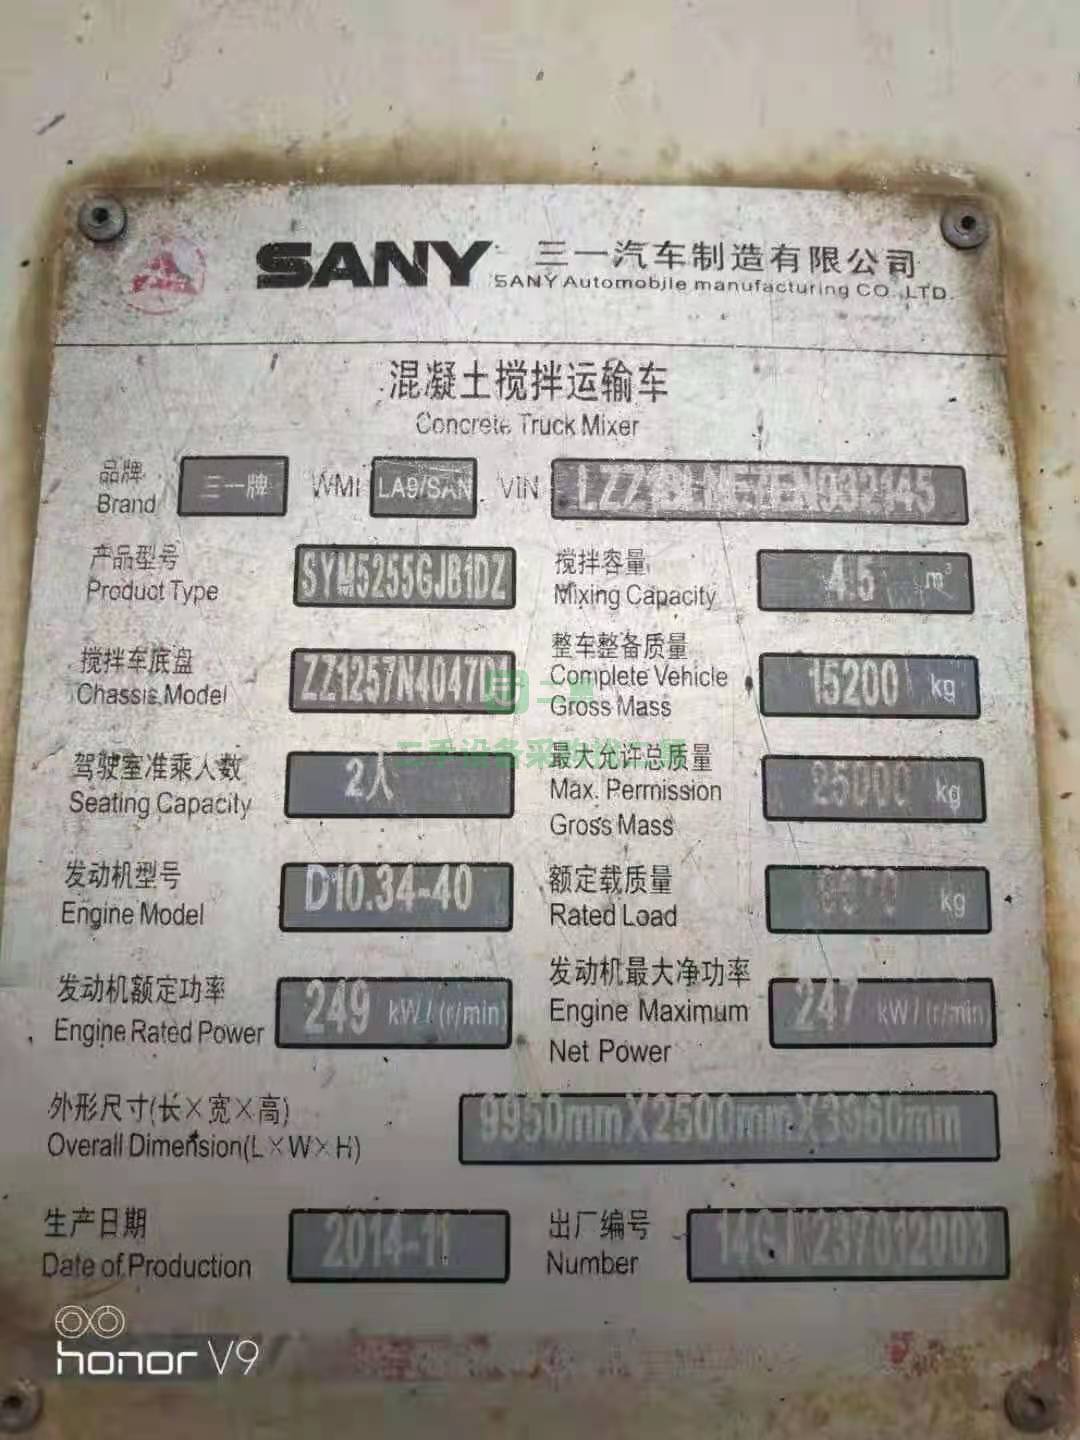 SANY 三一汽车制造有限公司
SANY Automobile manufacturing CO.,LTD.
混凝土搅拌运输车
Concrete Truck Mixer
品牌
Brand
三一牌
WMI
LA9/SAN
VIN
产品型号
Product Type
SYM5255GJB1DZ
搅拌容量
Mixing Capacity
4.5 m³
搅拌车底盘
Chassis Model
整车整备质量
Complete Vehicle
Gross Mass
15200 kg
驾驶室准乘人数
Seating Capacity
2人
最大允许总质量
Max. Permission
Gross Mass
25000 kg
发动机型号
Engine Model
D10.34-40
额定载质量
Rated Load
kg
发动机额定功率
Engine Rated Power
249 kW/(r/min)
发动机最大净功率
Engine Maximum
Net Power
247 kW/(r/min)
外形尺寸(长×宽×高)
Overall Dimension(L×W×H)
9950mmX2500mmX3960mm
生产日期
Date of Production
2014-11
出厂编号
Number
honor V9